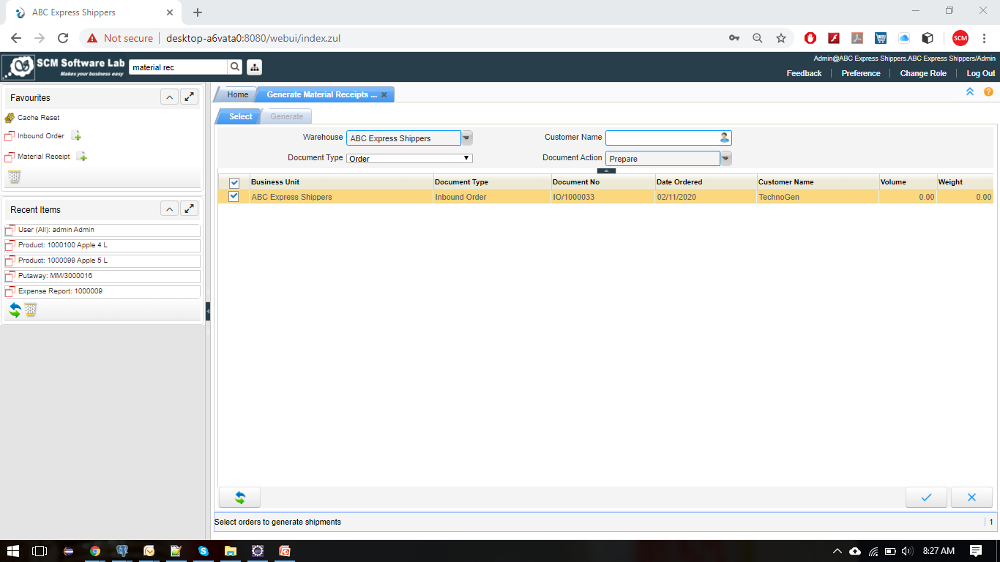 ABC Express Shippers
Not secure desktop-a6vata0:8080/webui/index.zul
SCM
SCM Software Lab
Makes your business easy
material rec
Admin@ABC Express Shippers.ABC Express Shippers/Admin
Feedback Preference Change Role Log Out
Favourites
Cache Reset
Inbound Order
Material Receipt
Recent Items
User (All): admin Admin
Product: 1000100 Apple 4 L
Product: 1000099 Apple 5 L
Putaway: MM/3000016
Expense Report: 1000009
Home Generate Material Receipts ...
Select Generate
Warehouse ABC Express Shippers Customer Name
Document Type Order Document Action Prepare
Business Unit Document Type Document No Date Ordered Customer Name Volume Weight
ABC Express Shippers Inbound Order IO/1000033 02/11/2020 TechnoGen 0.00 0.00
Select orders to generate shipments 1
8:27 AM